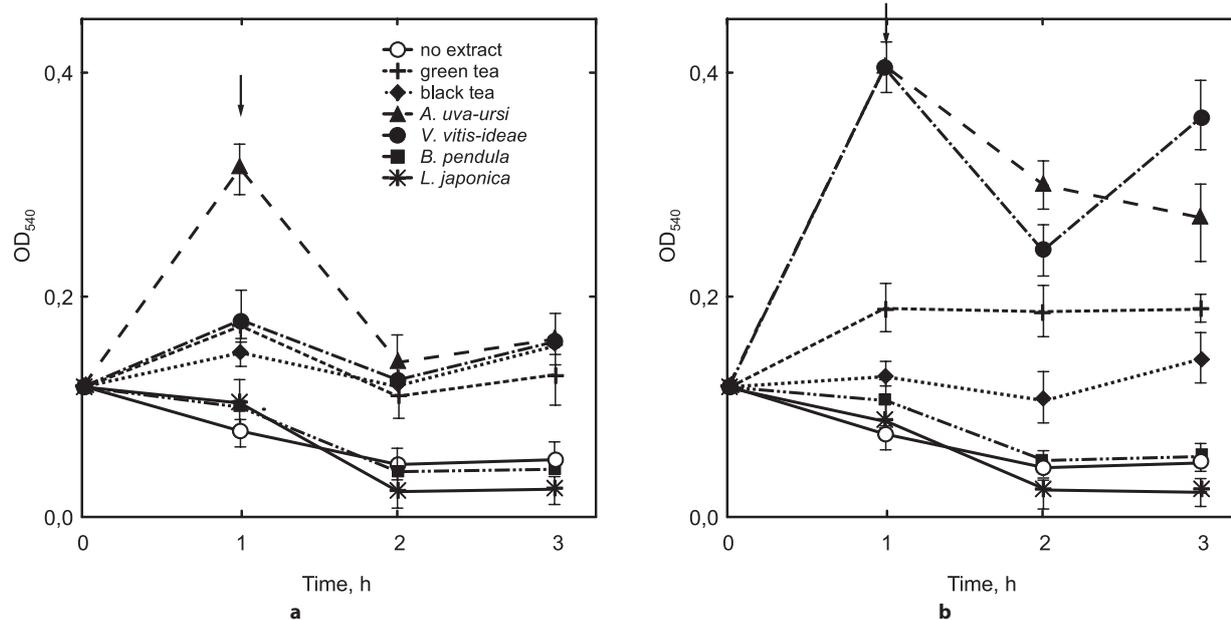 0,4
0,2
0,0
OD540
0 1 2 3
Time, h
a
no extract
green tea
black tea
A. uva-ursi
V. vitis-ideae
B. pendula
L. japonica
0,4
0,2
0,0
OD540
0 1 2 3
Time, h
b